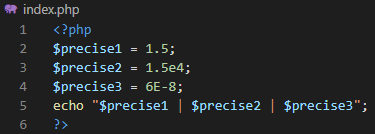 index.php
1 <?php
2 $precise1 = 1.5;
3 $precise2 = 1.5e4;
4 $precise3 = 6E-8;
5 echo "$precise1 | $precise2 | $precise3";
6 ?>